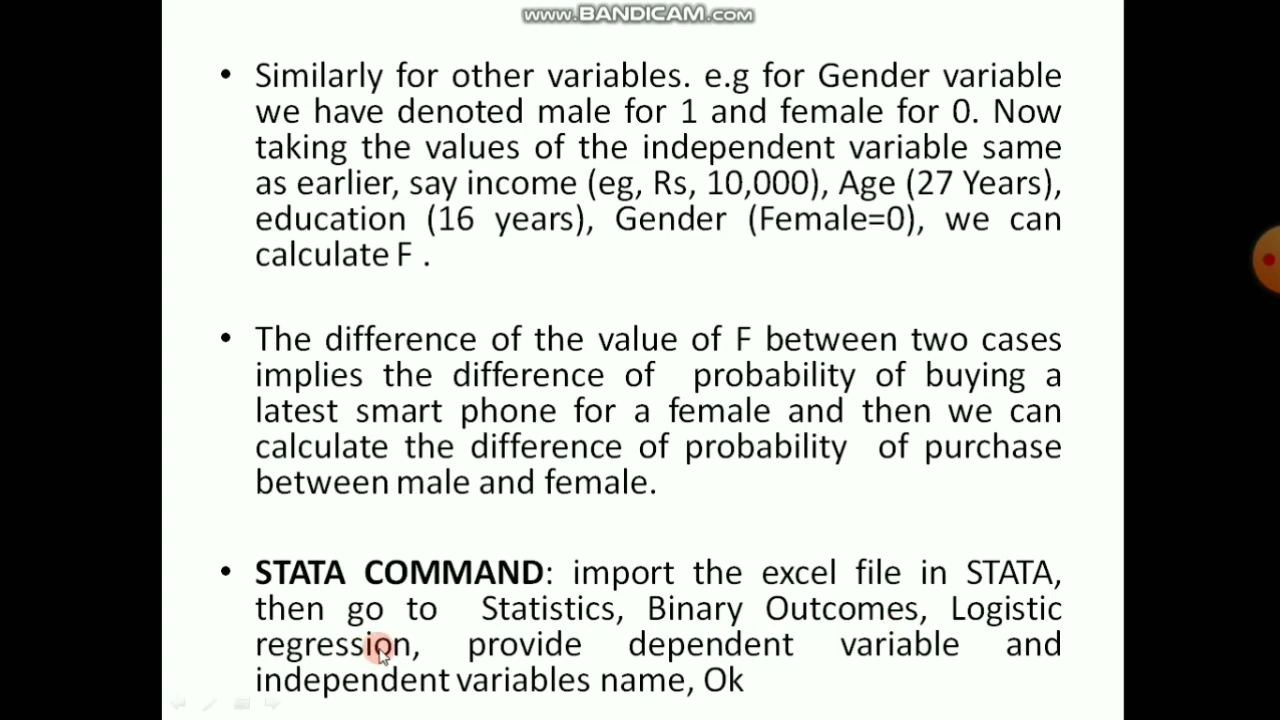 www.BANDICAM.com
• Similarly for other variables. e.g for Gender variable
we have denoted male for 1 and female for 0. Now
taking the values of the independent variable same
as earlier, say income (eg, Rs, 10,000), Age (27 Years),
education (16 years), Gender (Female=0), we can
calculate F .
• The difference of the value of F between two cases
implies the difference of probability of buying a
latest smart phone for a female and then we can
calculate the difference of probability of purchase
between male and female.
• STATA COMMAND: import the excel file in STATA,
then go to Statistics, Binary Outcomes, Logistic
regression, provide dependent variable and
independent variables name, Ok